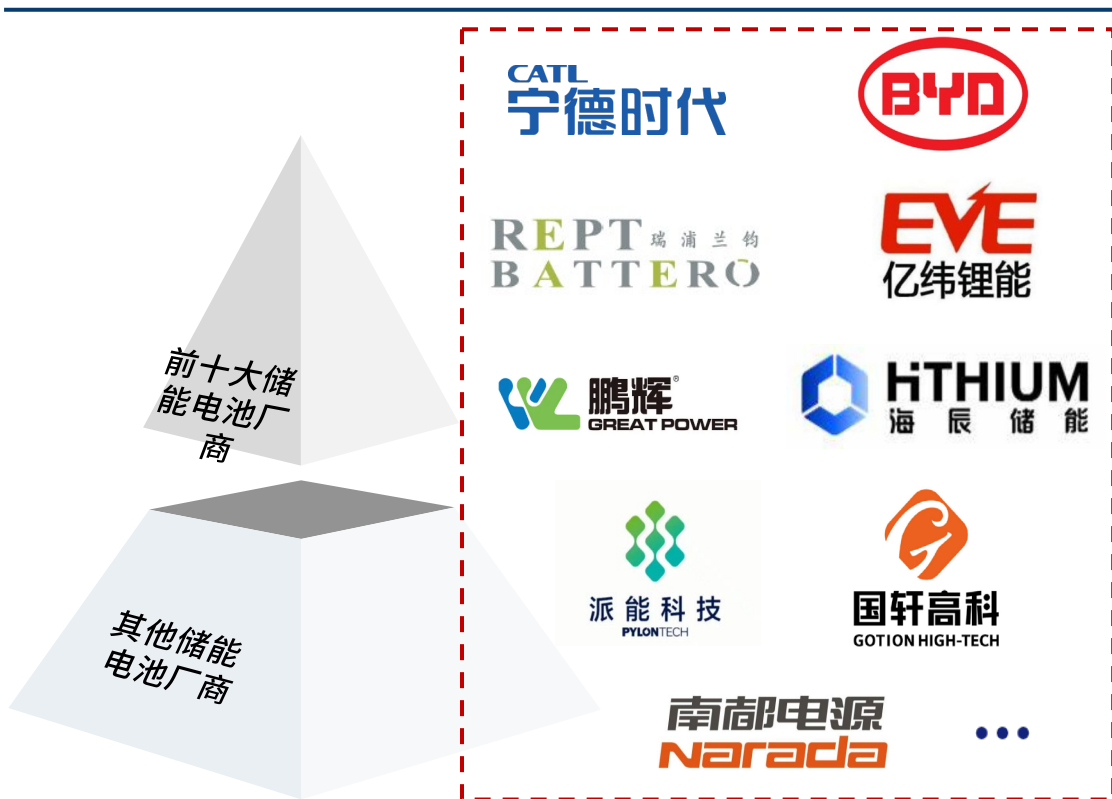 CATL
宁德时代
BYD
REPT 瑞浦兰钧
BATTERO
EVE
亿纬锂能
前十大储
能电池厂
商
鹏辉®
GREAT POWER
HiTHIUM
海辰储能
派能科技
PYLONTECH
国轩高科
GOTION HIGH-TECH
其他储能
电池厂商
南都电源
Narada
•••